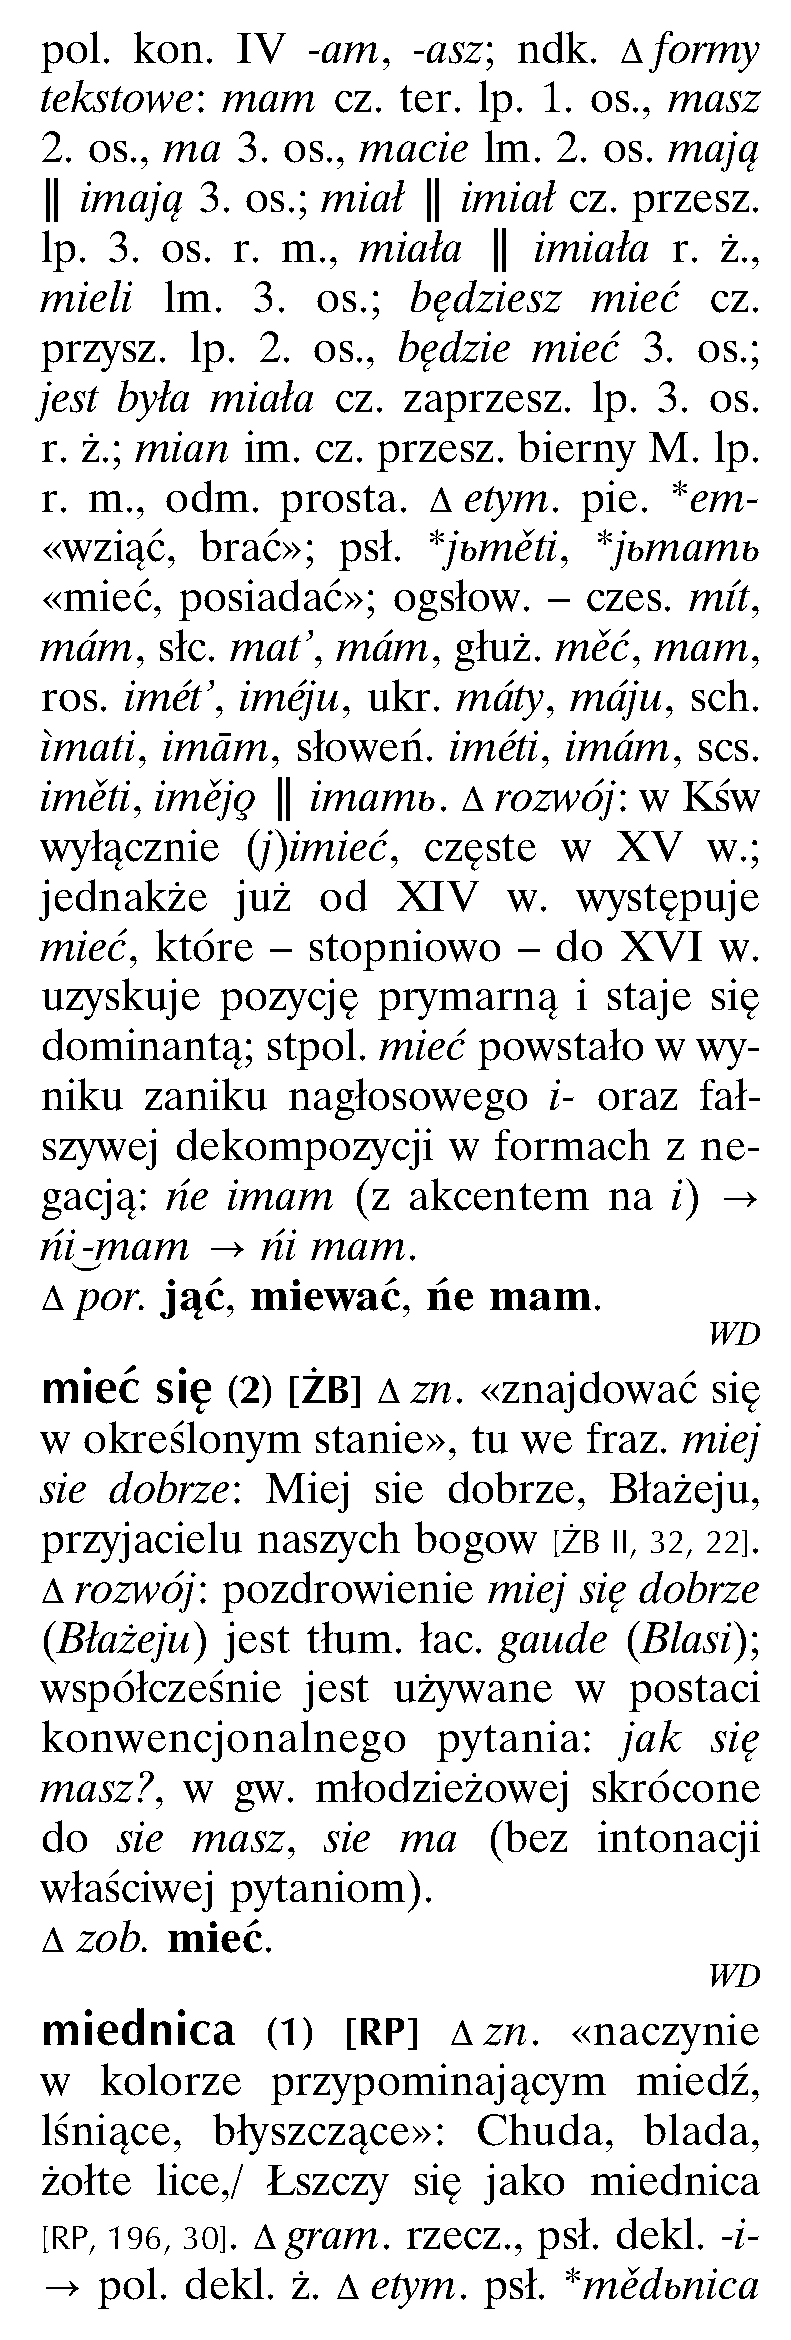 pol. kon. IV -am, -asz; ndk. Δ formy
tekstowe: mam cz. ter. lp. 1. os., masz
2. os., ma 3. os., macie lm. 2. os. mają
‖ imają 3. os.; miał ‖ imiał cz. przesz.
lp. 3. os. r. m., miała ‖ imiała r. ż.,
mieli lm. 3. os.; będziesz mieć cz.
przysz. lp. 2. os., będzie mieć 3. os.;
jest była miała cz. zaprzesz. lp. 3. os.
r. ż.; mian im. cz. przesz. bierny M. lp.
r. m., odm. prosta. Δ etym. pie. *em-
«wziąć, brać»; psł. *jьměti, *jьmamь
«mieć, posiadać»; ogsłow. – czes. mít,
mám, słc. mat’, mám, głuż. měć, mam,
ros. imét’, iméju, ukr. máty, máju, sch.
ìmati, imām, słoweń. iméti, imám, scs.
iměti, imějǫ ‖ imamь. Δ rozwój: w Kśw
wyłącznie (j)imieć, częste w XV w.;
jednakże już od XIV w. występuje
mieć, które – stopniowo – do XVI w.
uzyskuje pozycję prymarną i staje się
dominantą; stpol. mieć powstało w wy-
niku zaniku nagłosowego i- oraz fał-
szywej dekompozycji w formach z ne-
gacją: ńe imam (z akcentem na i) →
ńi‿-mam → ńi mam.
Δ por. jąć, miewać, ńe mam.
WD
mieć się (2) [ŻB] Δ zn. «znajdować się
w określonym stanie», tu we fraz. miej
sie dobrze: Miej sie dobrze, Błażeju,
przyjacielu naszych bogow [ŻB II, 32, 22].
Δ rozwój: pozdrowienie miej się dobrze
(Błażeju) jest tłum. łac. gaude (Blasi);
współcześnie jest używane w postaci
konwencjonalnego pytania: jak się
masz?, w gw. młodzieżowej skrócone
do sie masz, sie ma (bez intonacji
właściwej pytaniom).
Δ zob. mieć.
WD
miednica (1) [RP] Δ zn. «naczynie
w kolorze przypominającym miedź,
lśniące, błyszczące»: Chuda, blada,
żołte lice,/ Łszczy się jako miednica
[RP, 196, 30]. Δ gram. rzecz., psł. dekl. -i-
→ pol. dekl. ż. Δ etym. psł. *mědьnica